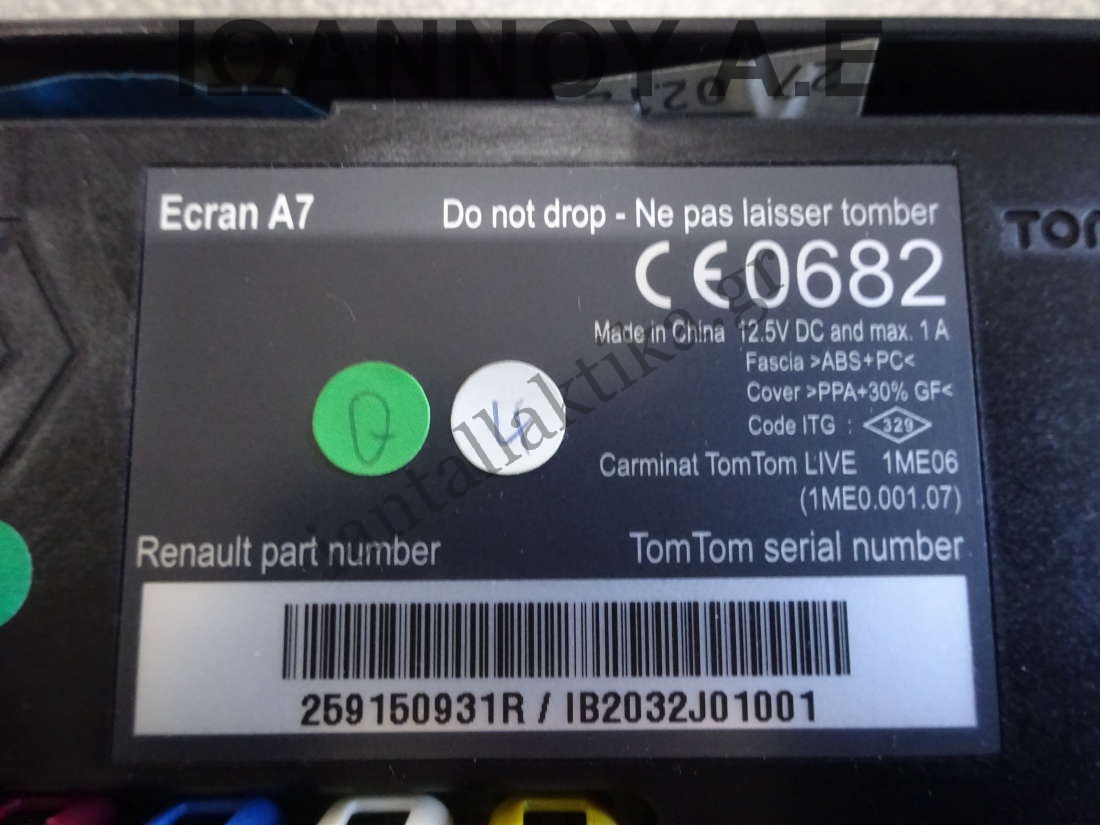 IOANNOY A.E.
Ecran A7
Do not drop - Ne pas laisser tomber
CE0682
Made in China 12.5V DC and max. 1 A
Fascia >ABS+PC<
Cover >PPA+30% GF<
Code ITG : 329
Carminat TomTom LIVE 1ME06
(1ME0.001.07)
Renault part number
TomTom serial number
259150931R / IB2032J01001